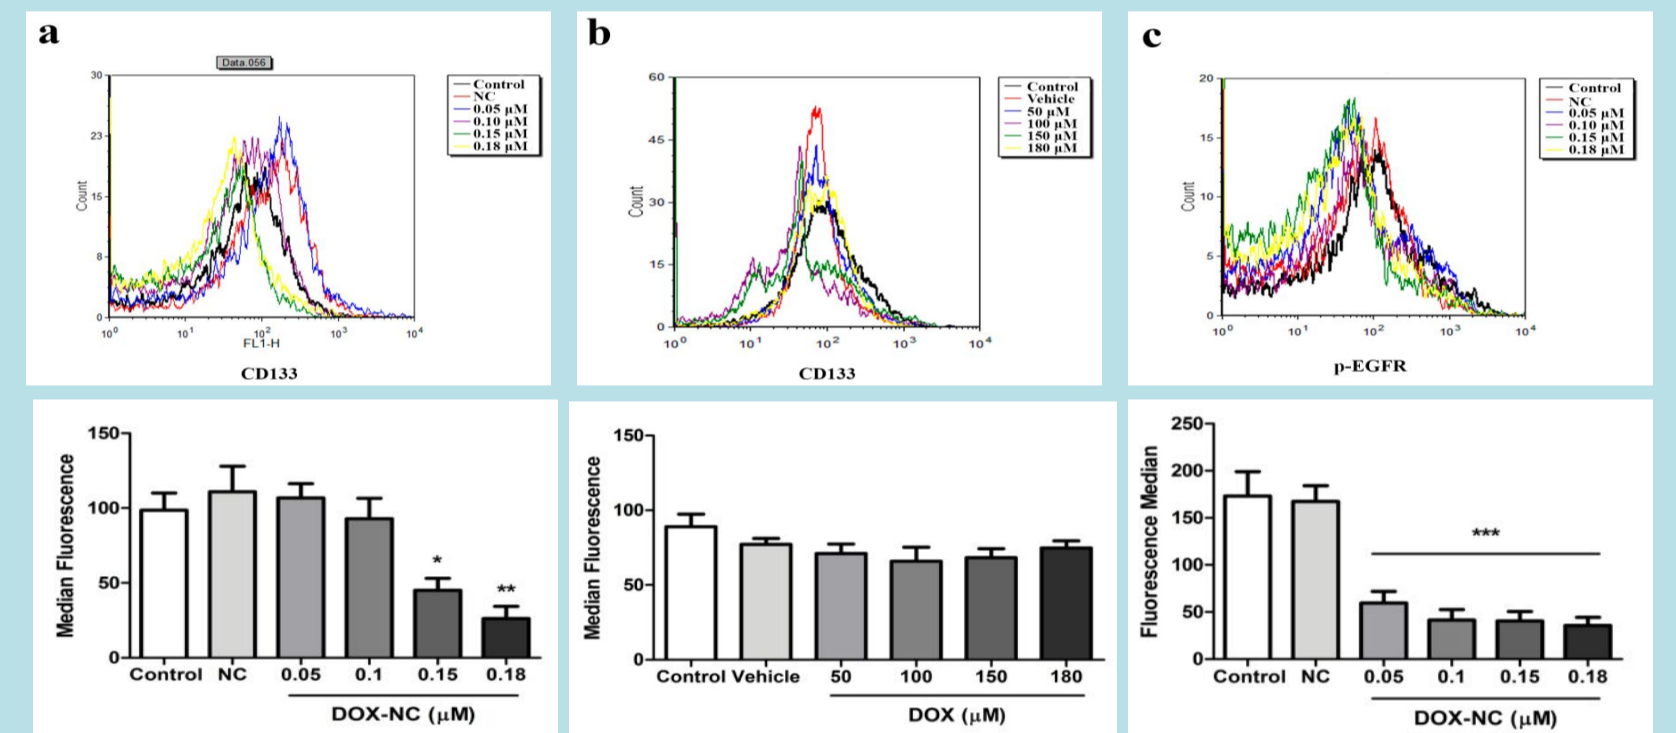 a
Data.056
30
23
15
8
0
Count
10⁰ 10¹ 10² 10³ 10⁴
FL1-H
CD133
Control
NC
0.05 µM
0.10 µM
0.15 µM
0.18 µM
b
60
45
30
15
0
Count
10⁰ 10¹ 10² 10³ 10⁴
CD133
Control
Vehicle
50 µM
100 µM
150 µM
180 µM
c
20
15
10
5
0
Count
10⁰ 10¹ 10² 10³ 10⁴
p-EGFR
Control
NC
0.05 µM
0.10 µM
0.15 µM
0.18 µM
Median Fluorescence
150
100
50
0
*
**
Control NC 0.05 0.1 0.15 0.18
DOX-NC (µM)
Median Fluorescence
150
100
50
0
Control Vehicle 50 100 150 180
DOX (µM)
Fluorescence Median
250
200
150
100
50
0
***
Control NC 0.05 0.1 0.15 0.18
DOX-NC (µM)